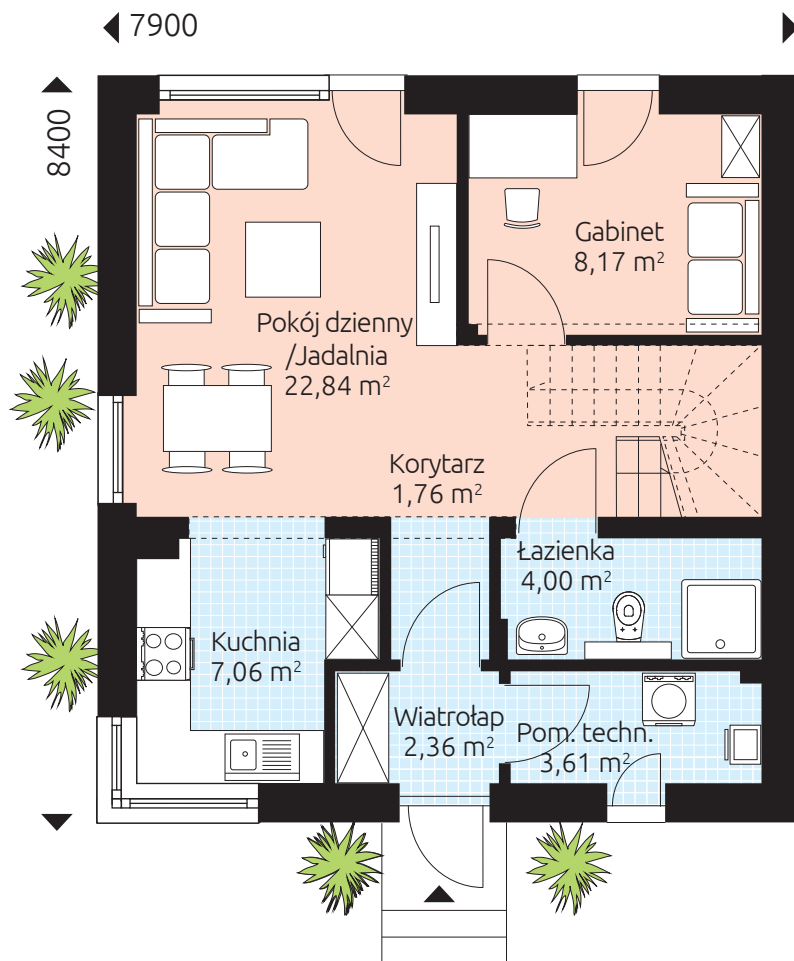 7900
8400
Gabinet
8,17 m²
Pokój dzienny
/Jadalnia
22,84 m²
Korytarz
1,76 m²
Łazienka
4,00 m²
Kuchnia
7,06 m²
Wiatrołap
2,36 m²
Pom. techn.
3,61 m²